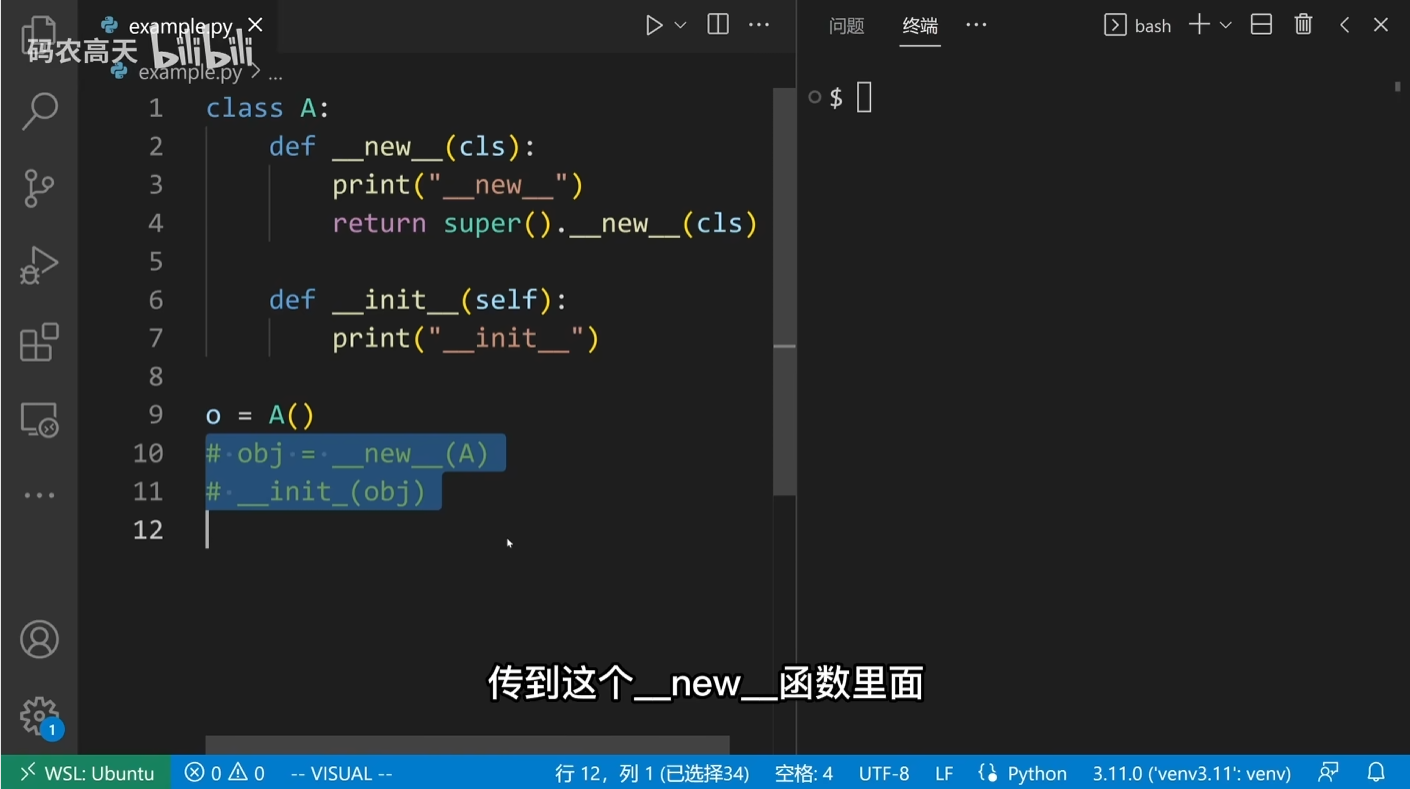 example.py
码农高天 bilibili
example.py > ...
1 class A:
2     def __new__(cls):
3         print("__new__")
4         return super().__new__(cls)
5
6     def __init__(self):
7         print("__init__")
8
9 o = A()
10 # obj = __new__(A)
11 # __init_(obj)
12
问题 终端 ··· bash
$
传到这个__new__函数里面
1
WSL: Ubuntu 0 0 -- VISUAL -- 行 12，列 1 (已选择34) 空格: 4 UTF-8 LF Python 3.11.0 ('venv3.11': venv)